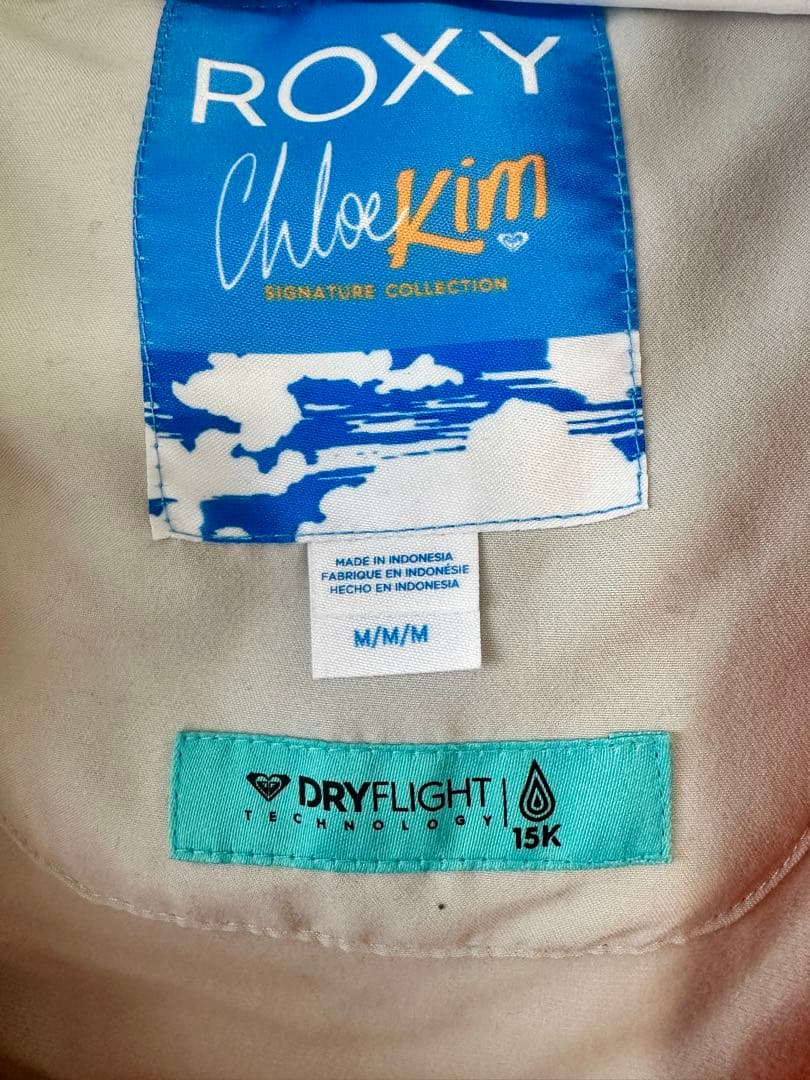 ROXY
Chloe Kim
SIGNATURE COLLECTION
MADE IN INDONESIA
FABRIQUE EN INDONÉSIE
HECHO EN INDONESIA
M/M/M
DRYFLIGHT
TECHNOLOGY
15K